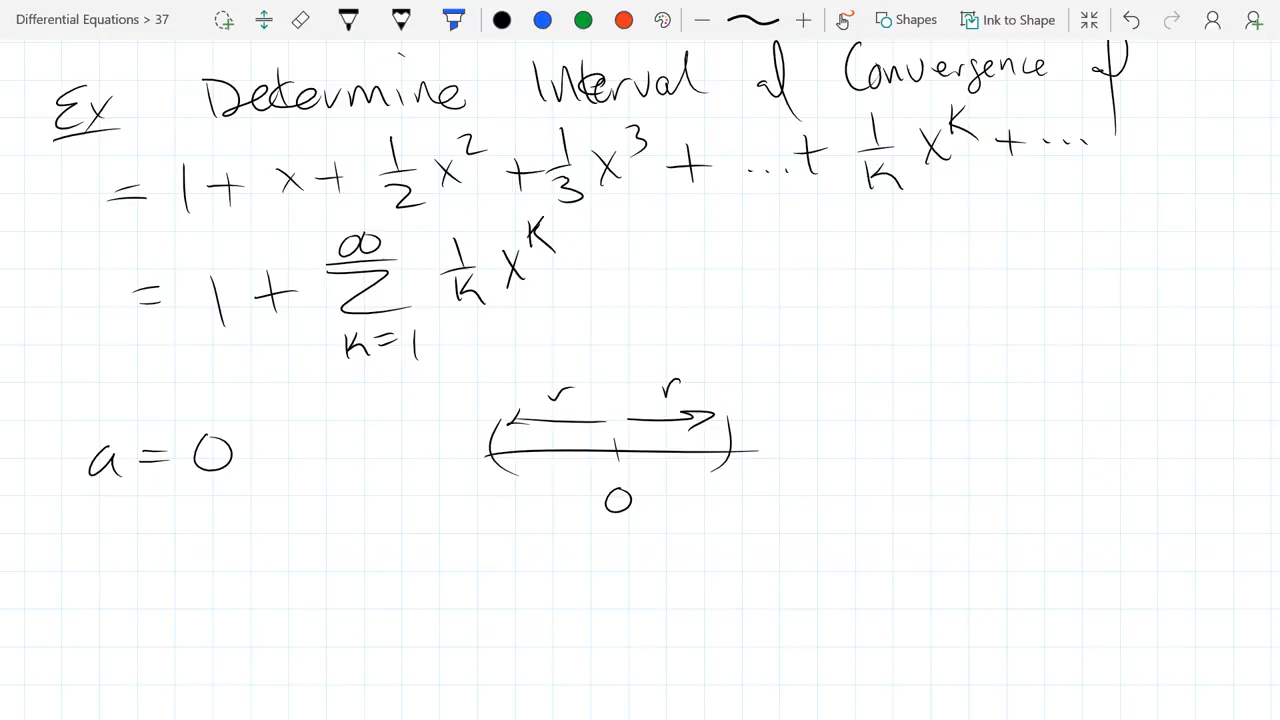 Differential Equations > 37 Shapes Ink to Shape
Ex Determine Interval of Convergence of
= 1 + x + 1/2 x^2 + 1/3 x^3 + ... + 1/K x^K + ...
= 1 + ∑_{K=1}^{∞} 1/K x^K
r r
a = 0
0